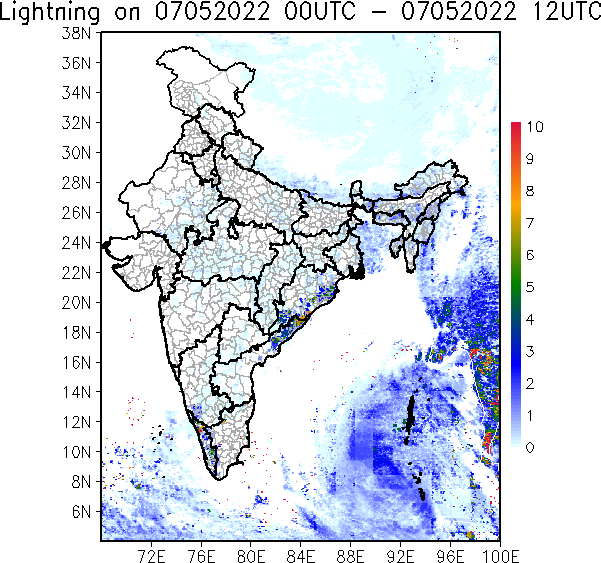 Lightning on 07052022 00UTC – 07052022 12UTC
38N
36N
34N
32N
30N
28N
26N
24N
22N
20N
18N
16N
14N
12N
10N
8N
6N
72E 76E 80E 84E 88E 92E 96E 100E
10
9
8
7
6
5
4
3
2
1
0